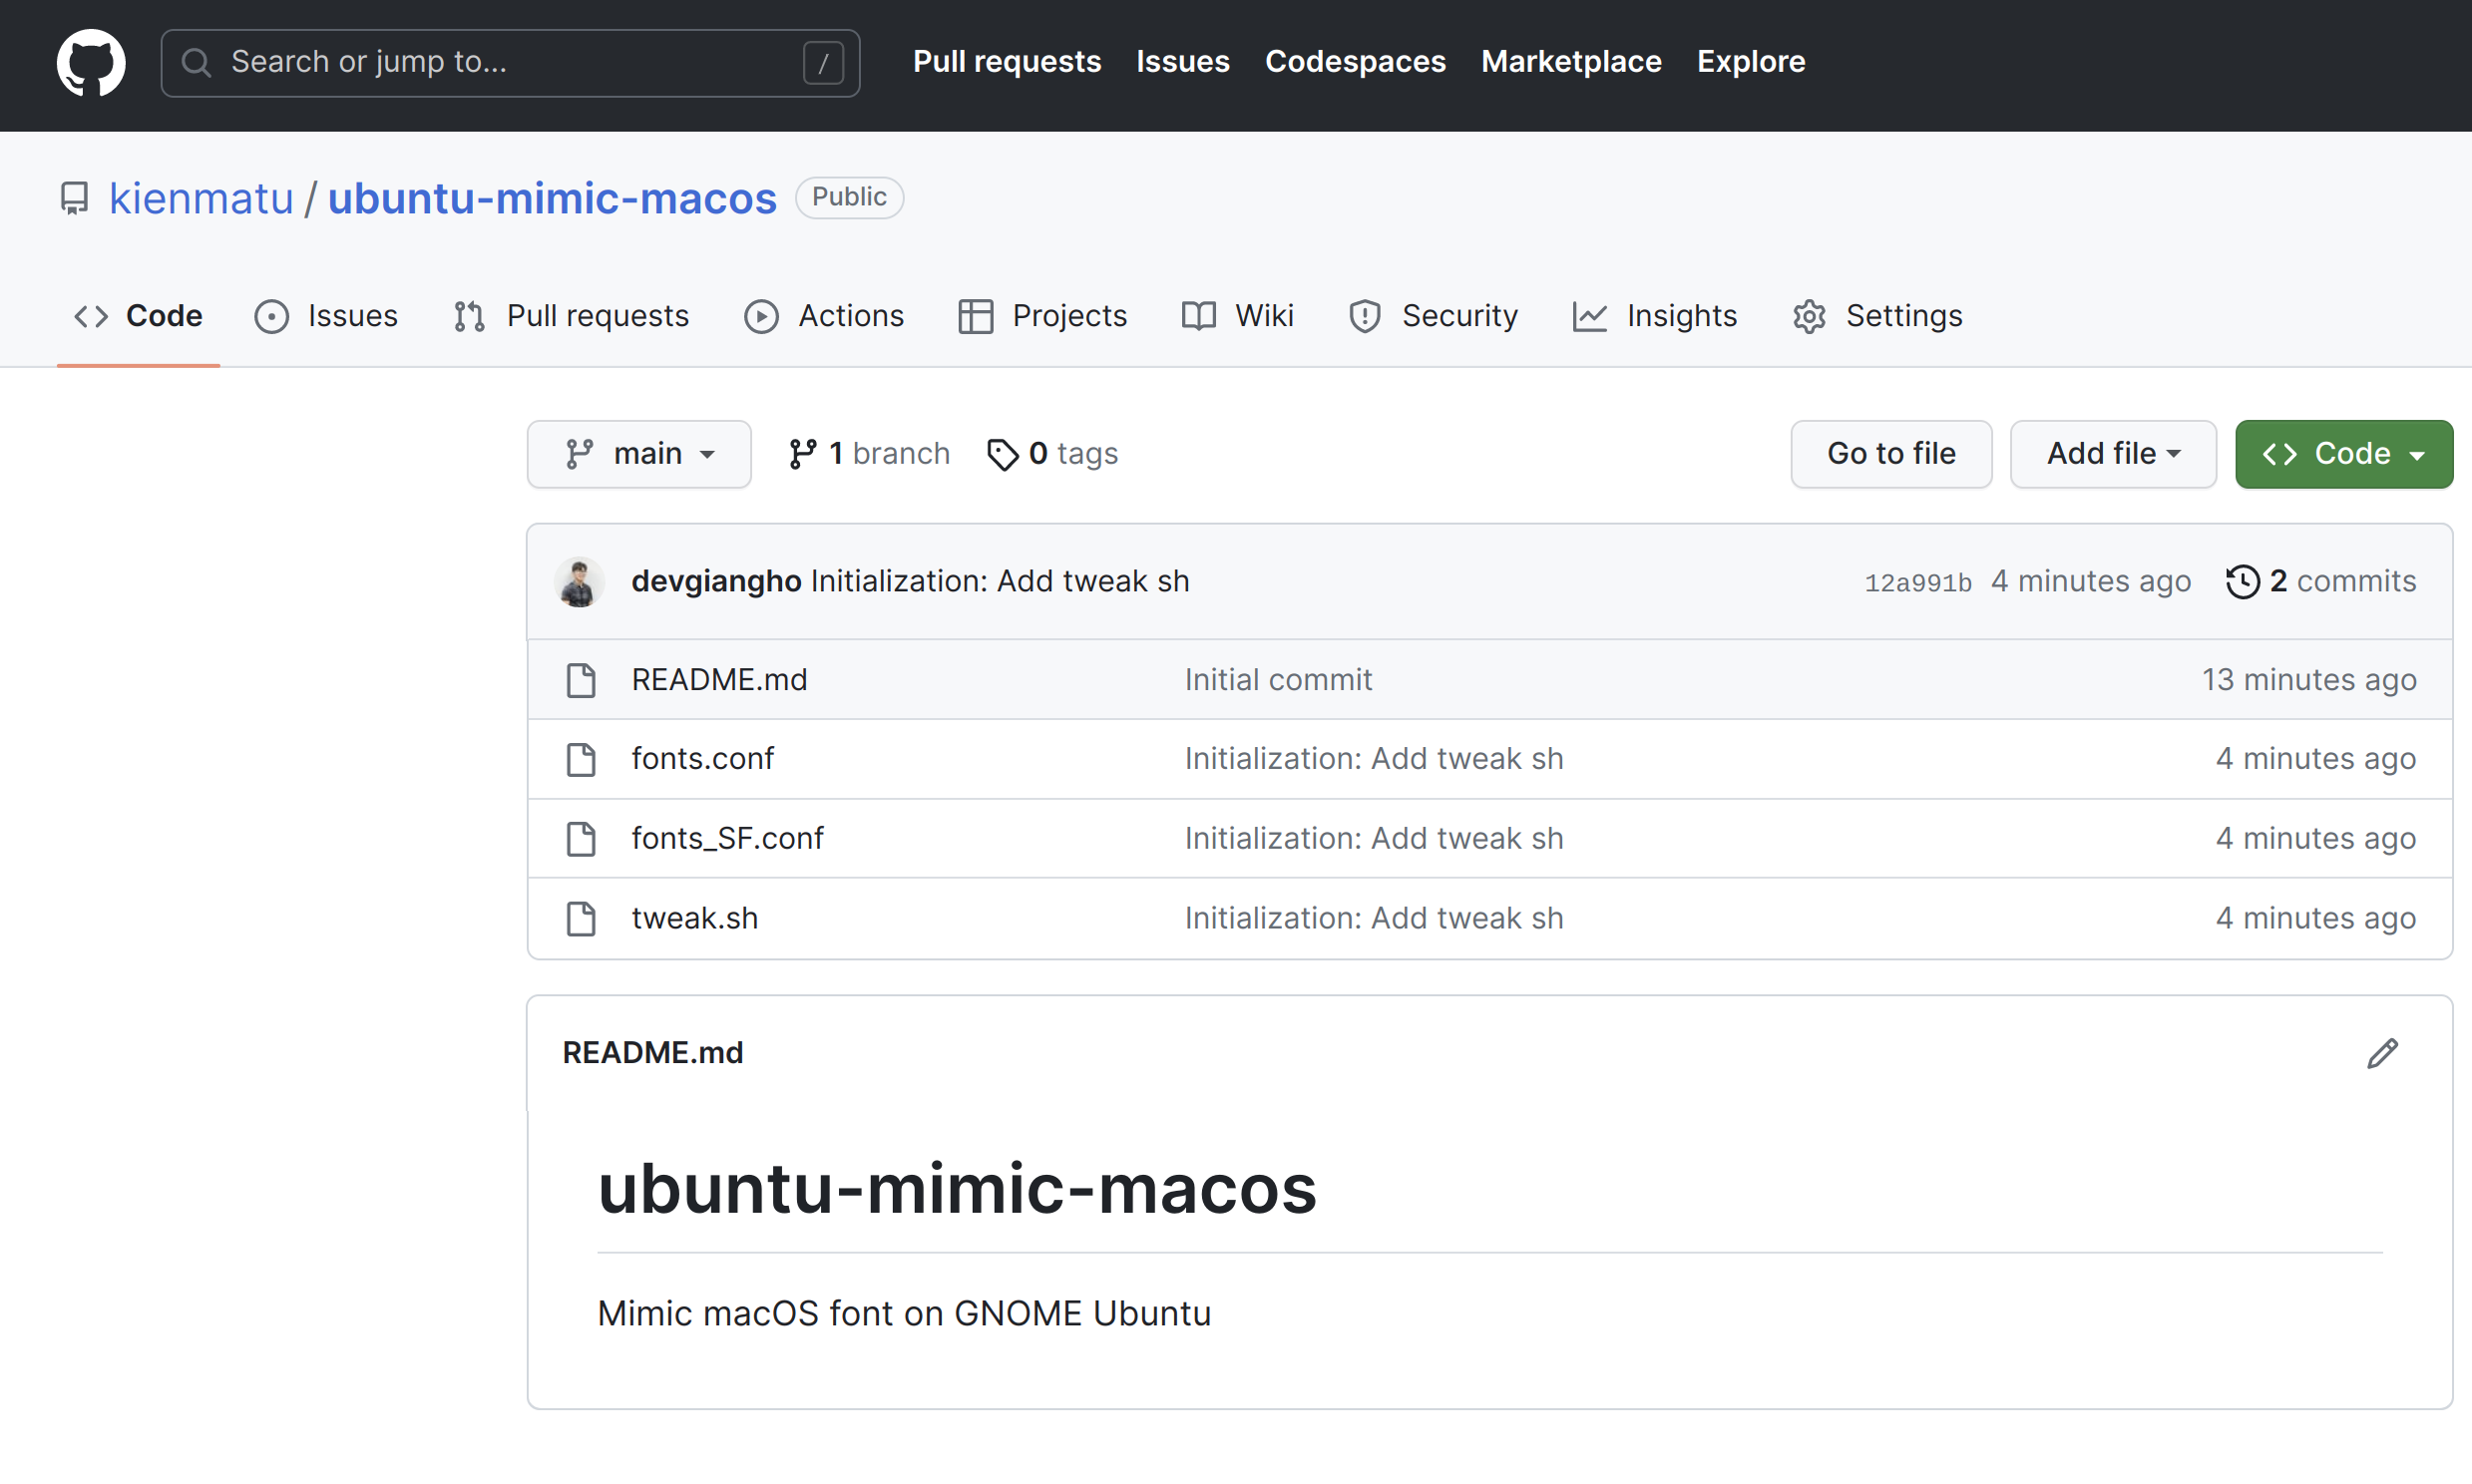 Search or jump to... /
Pull requests Issues Codespaces Marketplace Explore
kienmatu / ubuntu-mimic-macos Public
Code Issues Pull requests Actions Projects Wiki Security Insights Settings
main 1 branch 0 tags Go to file Add file Code
devgiangho Initialization: Add tweak sh 12a991b 4 minutes ago 2 commits
README.md Initial commit 13 minutes ago
fonts.conf Initialization: Add tweak sh 4 minutes ago
fonts_SF.conf Initialization: Add tweak sh 4 minutes ago
tweak.sh Initialization: Add tweak sh 4 minutes ago
README.md
ubuntu-mimic-macos
Mimic macOS font on GNOME Ubuntu